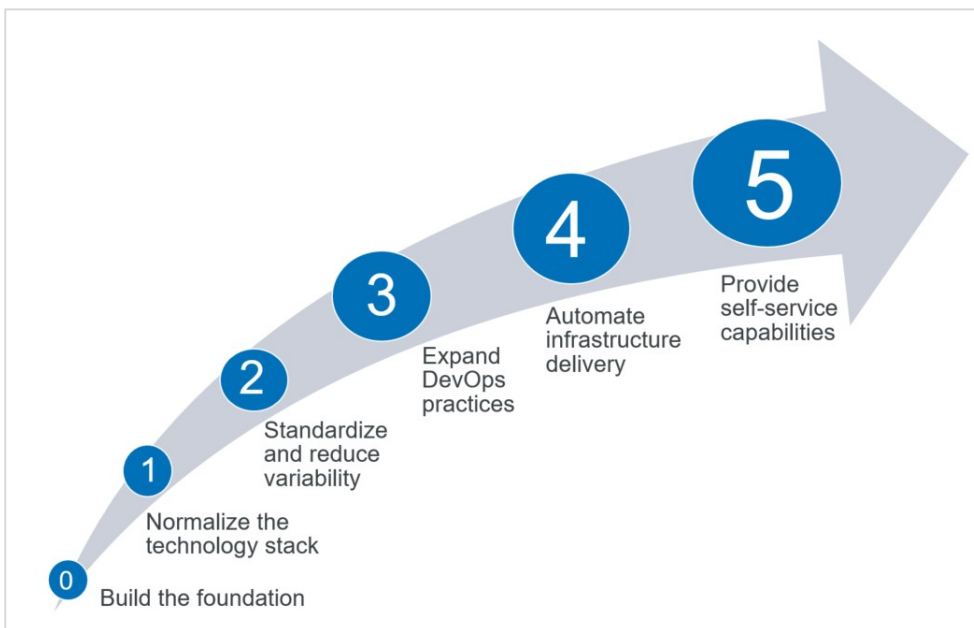 0
Build the foundation
1
Normalize the
technology stack
2
Standardize
and reduce
variability
3
Expand
DevOps
practices
4
Automate
infrastructure
delivery
5
Provide
self-service
capabilities